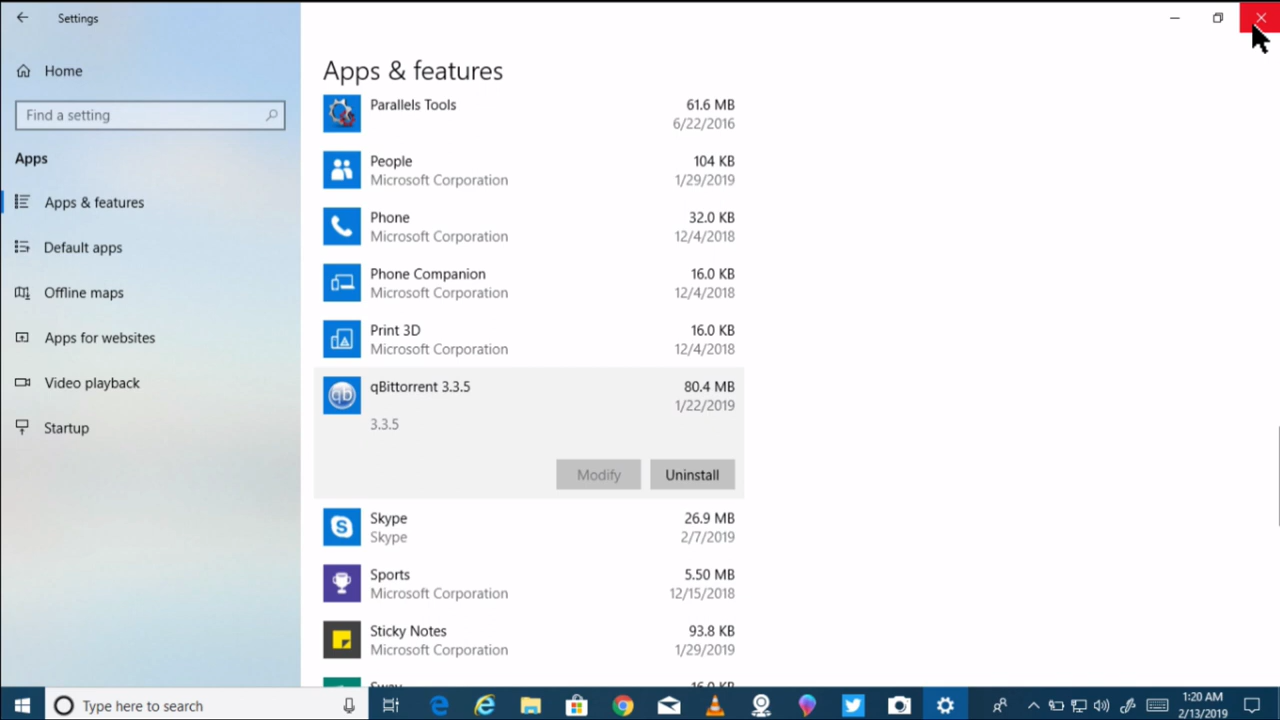 Settings
Home
Find a setting
Apps
Apps & features
Default apps
Offline maps
Apps for websites
Video playback
Startup
Apps & features
Parallels Tools 61.6 MB
6/22/2016
People 104 KB
Microsoft Corporation 1/29/2019
Phone 32.0 KB
Microsoft Corporation 12/4/2018
Phone Companion 16.0 KB
Microsoft Corporation 12/4/2018
Print 3D 16.0 KB
Microsoft Corporation 12/4/2018
qb qBittorrent 3.3.5 80.4 MB
1/22/2019
3.3.5
Modify Uninstall
Skype 26.9 MB
Skype 2/7/2019
Sports 5.50 MB
Microsoft Corporation 12/15/2018
Sticky Notes 93.8 KB
Microsoft Corporation 1/29/2019
Sway 16.0 KB
Type here to search
1:20 AM
2/13/2019